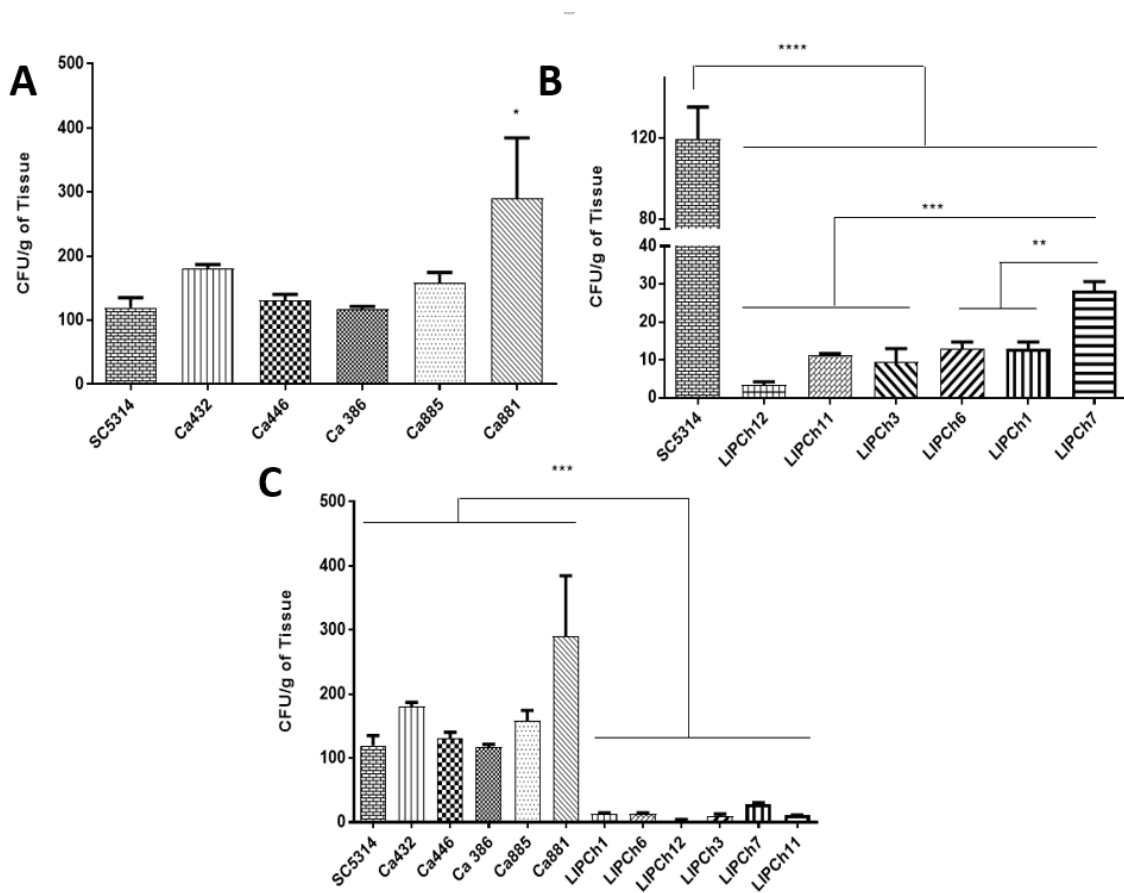 A
CFU/g of Tissue
500
400
300
200
100
0
*
SC5314
Ca432
Ca446
Ca 386
Ca885
Ca881
B
CFU/g of Tissue
120
80
40
30
20
10
0
****
***
**
SC5314
LIPCh12
LIPCh11
LIPCh3
LIPCh6
LIPCh1
LIPCh7
C
CFU/g of Tissue
500
400
300
200
100
0
***
SC5314
Ca432
Ca446
Ca 386
Ca885
Ca881
LIPCh1
LIPCh6
LIPCh12
LIPCh3
LIPCh7
LIPCh11